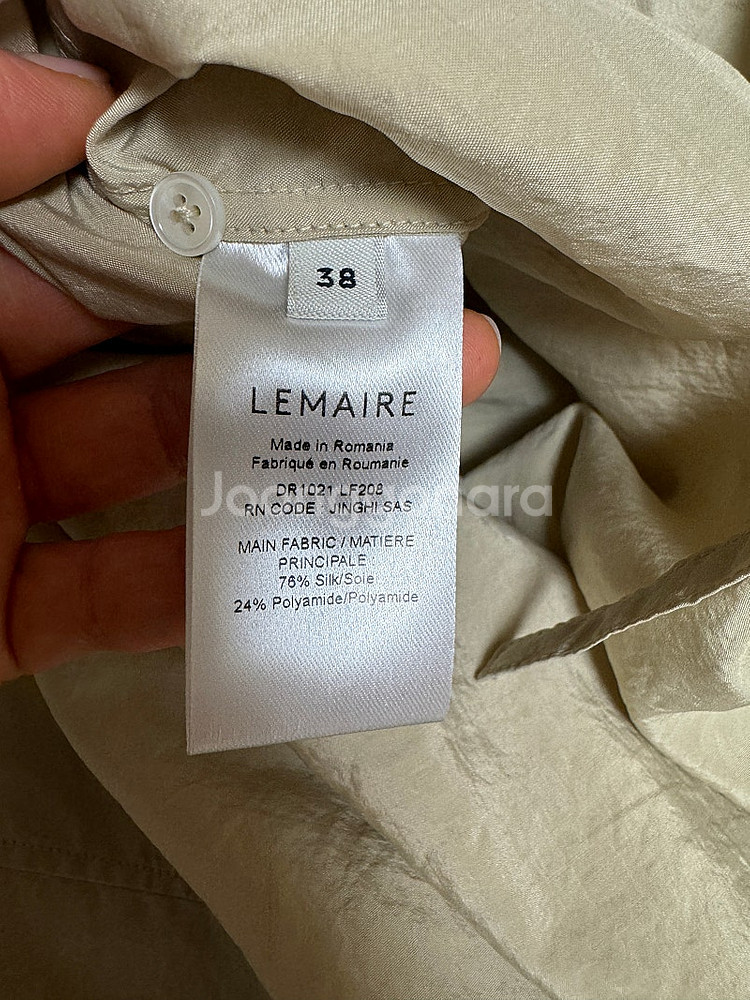 38
LEMAIRE
Made in Romania
Fabriqué en Roumanie
DR1021 LF208
Joonggonara
RN CODE JINGHI SAS
MAIN FABRIC / MATIERE
PRINCIPALE :
76% Silk/Soie
24% Polyamide/Polyamide